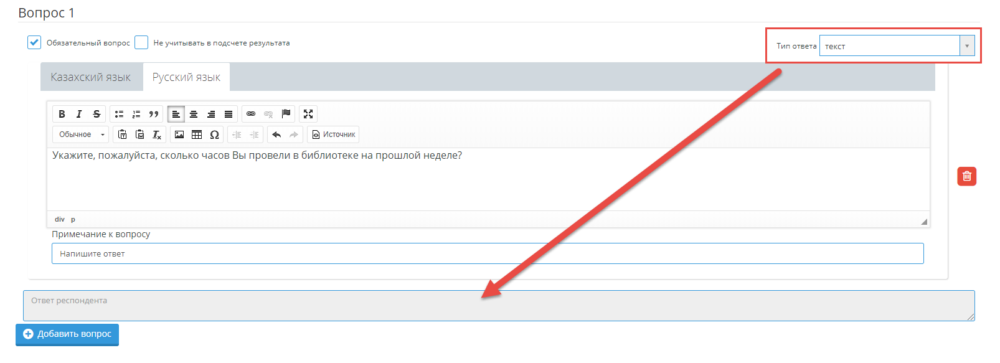 Вопрос 1
Обязательный вопрос
Не учитывать в подсчете результата
Тип ответа
текст
Казахский язык
Русский язык
Обычное
Источник
Укажите, пожалуйста, сколько часов Вы провели в библиотеке на прошлой неделе?
div p
Примечание к вопросу
Напишите ответ
Ответ респондента
Добавить вопрос